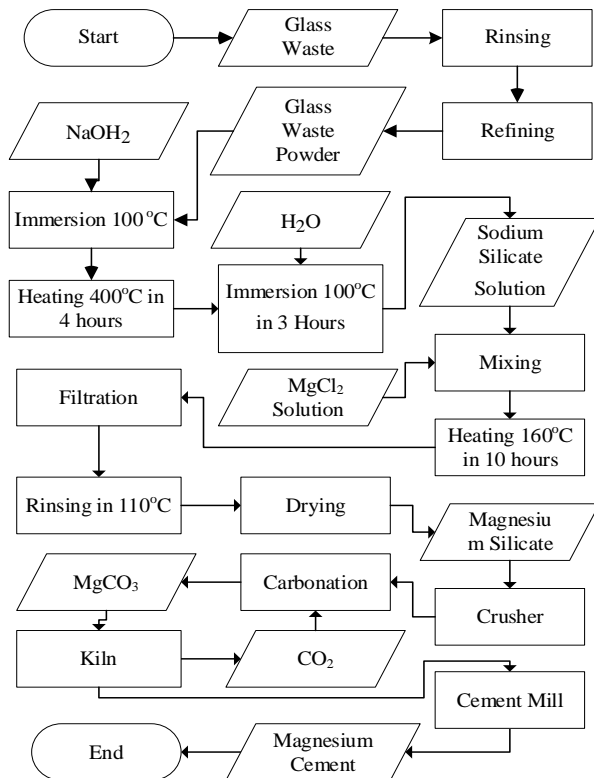 Start
Glass
Waste
Rinsing
Refining
Glass
Waste
Powder
NaOH2
Immersion 100 °C
Heating 400°C in
4 hours
H2O
Immersion 100°C
in 3 Hours
Sodium
Silicate
Solution
Mixing
MgCl2
Solution
Heating 160°C
in 10 hours
Filtration
Rinsing in 110°C
Drying
Magnesiu
m Silicate
Crusher
Carbonation
MgCO3
Kiln
CO2
Cement Mill
Magnesium
Cement
End